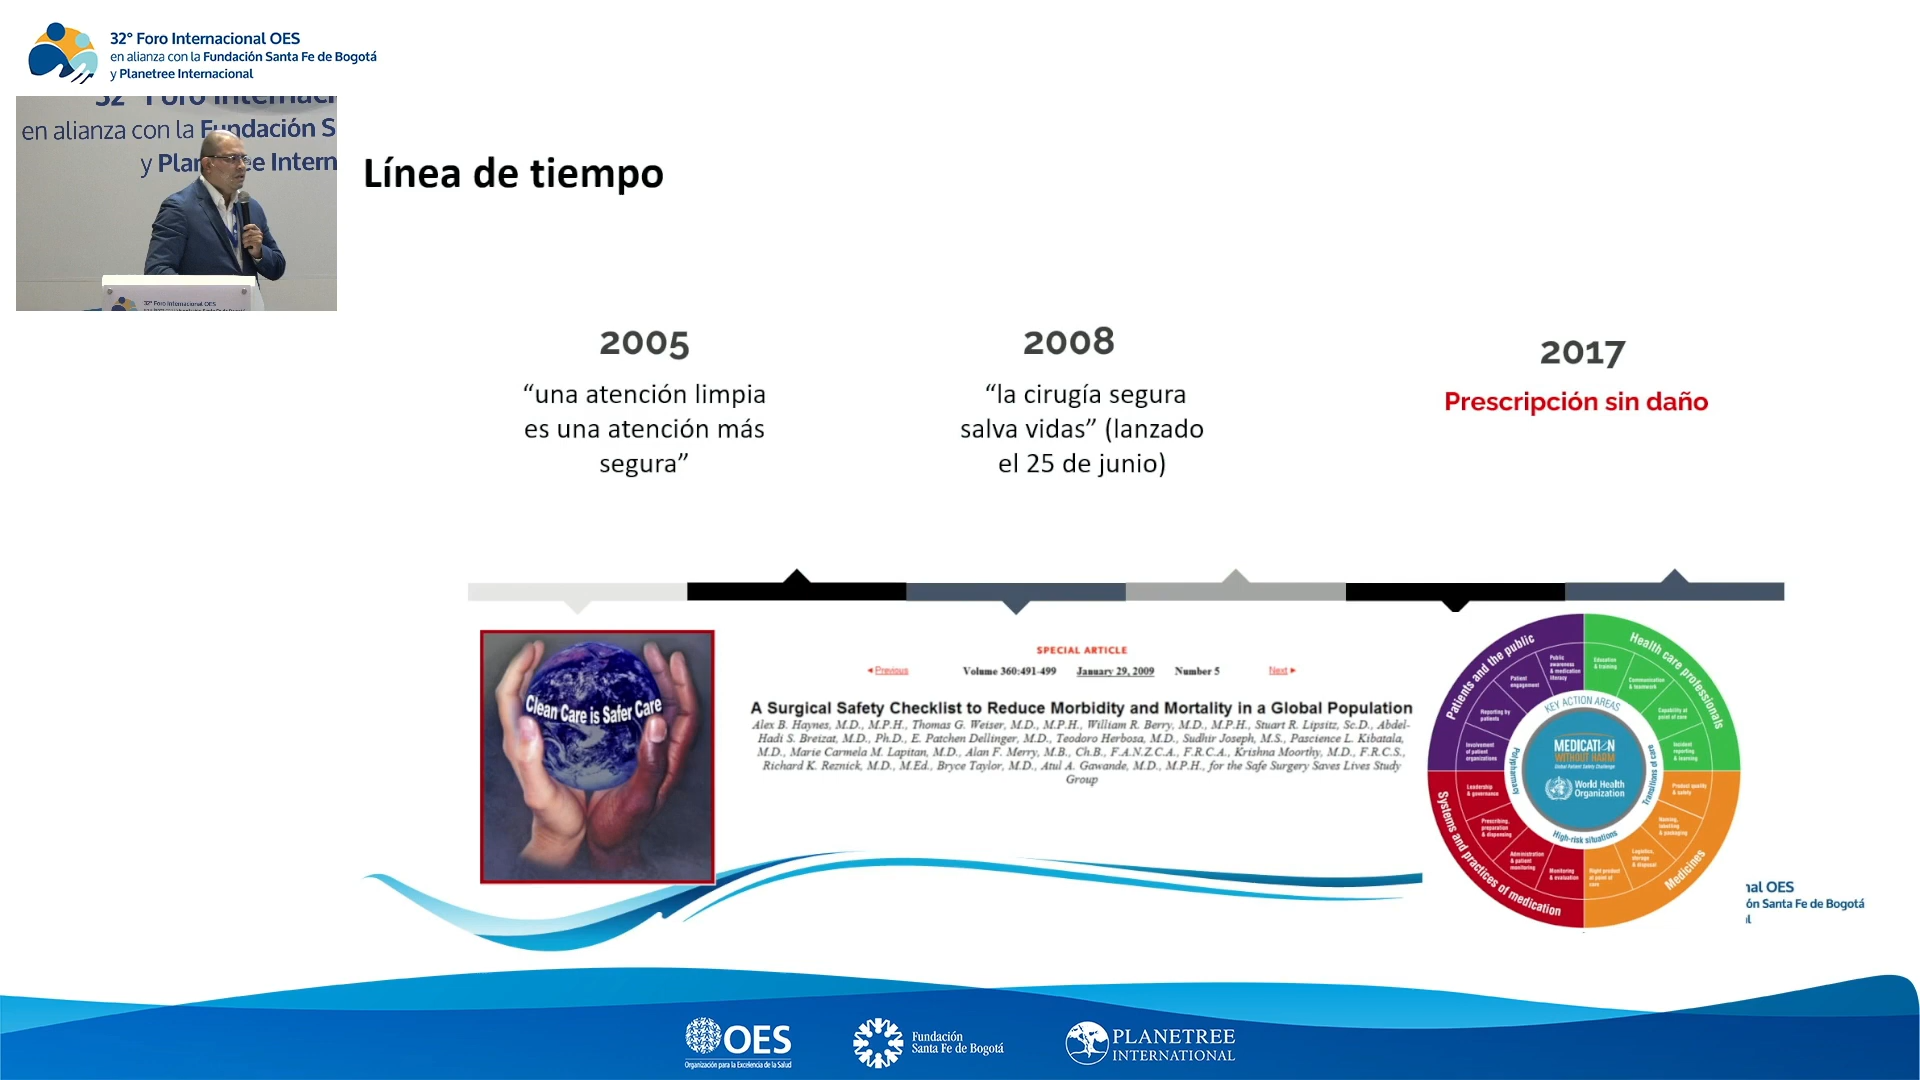 32° Foro Internacional OES
en alianza con la Fundación Santa Fe de Bogotá
y Planetree Internacional
en alianza con la Fundación S
Línea de tiempo
2005
“una atención limpia
es una atención más
segura”
2008
“la cirugía segura
salva vidas” (lanzado
el 25 de junio)
2017
Prescripción sin daño
Clean Care is Safer Care
SPECIAL ARTICLE
Previous Volume 360:491-499 January 29, 2009 Number 5 Next
A Surgical Safety Checklist to Reduce Morbidity and Mortality in a Global Population
Alex B. Haynes, M.D., M.P.H., Thomas G. Weiser, M.D., M.P.H., William R. Berry, M.D., M.P.H., Stuart R. Lipsitz, Sc.D., Abdel-
Hadi S. Breizat, M.D., Ph.D., E. Patchen Dellinger, M.D., Teodoro Herbosa, M.D., Sudhir Joseph, M.S., Pascience L. Kibatala,
M.D., Marie Carmela M. Lapitan, M.D., Alan F. Merry, M.B., Ch.B., F.A.N.Z.C.A., F.R.C.A., Krishna Moorthy, M.D., F.R.C.S.,
Richard K. Reznick, M.D., M.Ed., Bryce Taylor, M.D., Atul A. Gawande, M.D., M.P.H., for the Safe Surgery Saves Lives Study
Group
Patients and the public
Public
awareness
& medication
literacy
Patient
engagement
Reporting by
patients
Involvement
of patient
organizations
Health care professionals
Education
& training
Communication
& teamwork
Capability at
point of care
Incident
reporting
& learning
Medicines
Product quality
& safety
Naming,
labelling
& packaging
Logistics,
storage
& disposal
Right product
at point of
care
Systems and practices of medication
Leadership
& governance
Prescribing,
preparation
& dispensing
Administration
& patient
monitoring
Monitoring
& evaluation
KEY ACTION AREAS
Polypharmacy
Transitions of care
High-risk situations
MEDICATION
WITHOUT HARM
Global Patient Safety Challenge
World Health
Organization
nal OES
ón Santa Fe de Bogotá
OES
Organización para la Excelencia de la Salud
Fundación
Santa Fe de Bogotá
PLANETREE
INTERNATIONAL